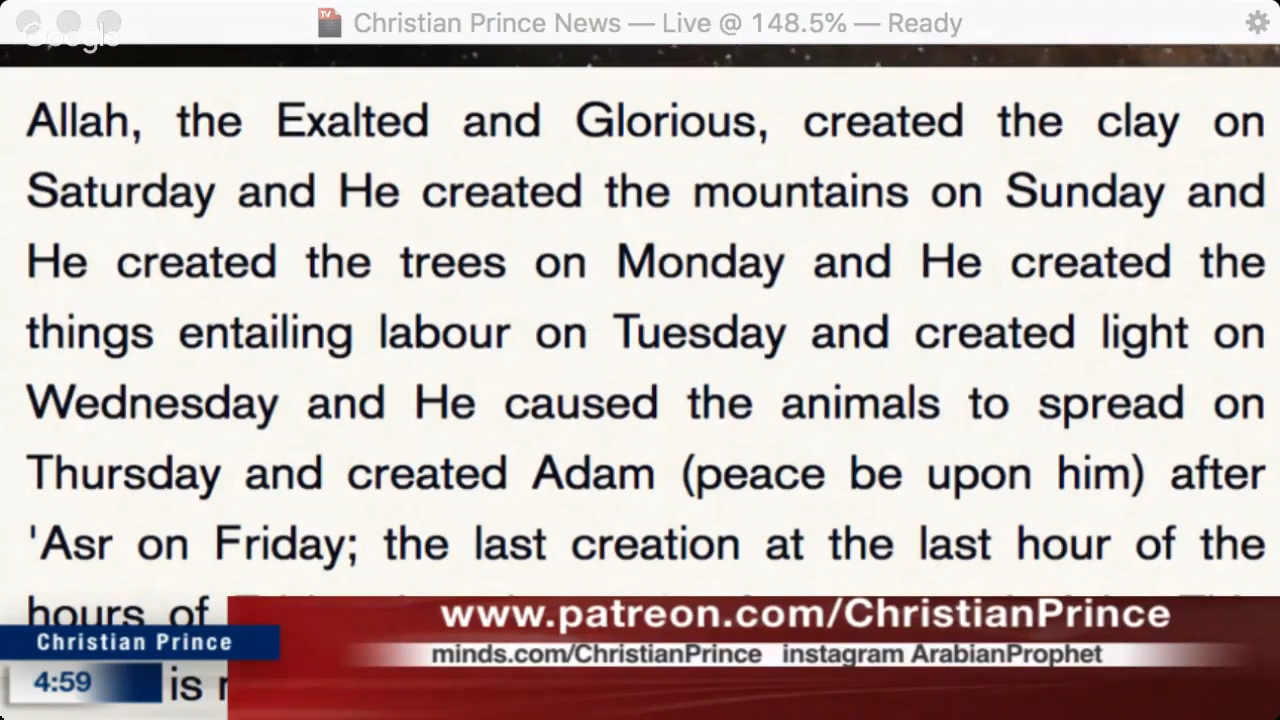 Christian Prince News — Live @ 148.5% — Ready
Google
Allah, the Exalted and Glorious, created the clay on
Saturday and He created the mountains on Sunday and
He created the trees on Monday and He created the
things entailing labour on Tuesday and created light on
Wednesday and He caused the animals to spread on
Thursday and created Adam (peace be upon him) after
'Asr on Friday; the last creation at the last hour of the
hours of
www.patreon.com/ChristianPrince
Christian Prince
minds.com/ChristianPrince instagram ArabianProphet
4:59
is